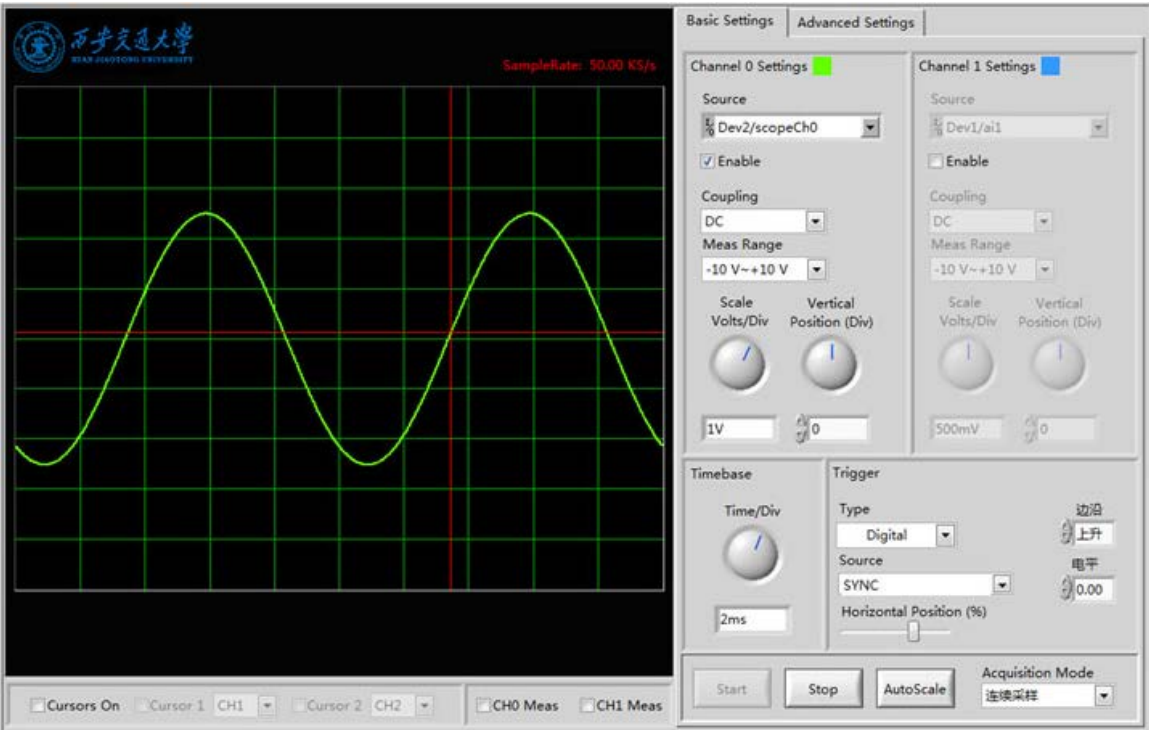 西安交通大學
XIAN JIAOTONG UNIVERSITY
SampleRate: 50.00 KS/s
Basic Settings
Advanced Settings
Channel 0 Settings
Source
Dev2/scopeCh0
Enable
Coupling
DC
Meas Range
-10 V~+10 V
Scale Volts/Div
Vertical Position (Div)
1V
0
Channel 1 Settings
Source
Dev1/ai1
Enable
Coupling
DC
Meas Range
-10 V~+10 V
Scale Volts/Div
Vertical Position (Div)
500mV
0
Timebase
Time/Div
2ms
Trigger
Type
Digital
Source
SYNC
Horizontal Position (%)
边沿
上升
电平
0.00
Cursors On
Cursor 1
CH1
Cursor 2
CH2
CH0 Meas
CH1 Meas
Start
Stop
AutoScale
Acquisition Mode
连续采样